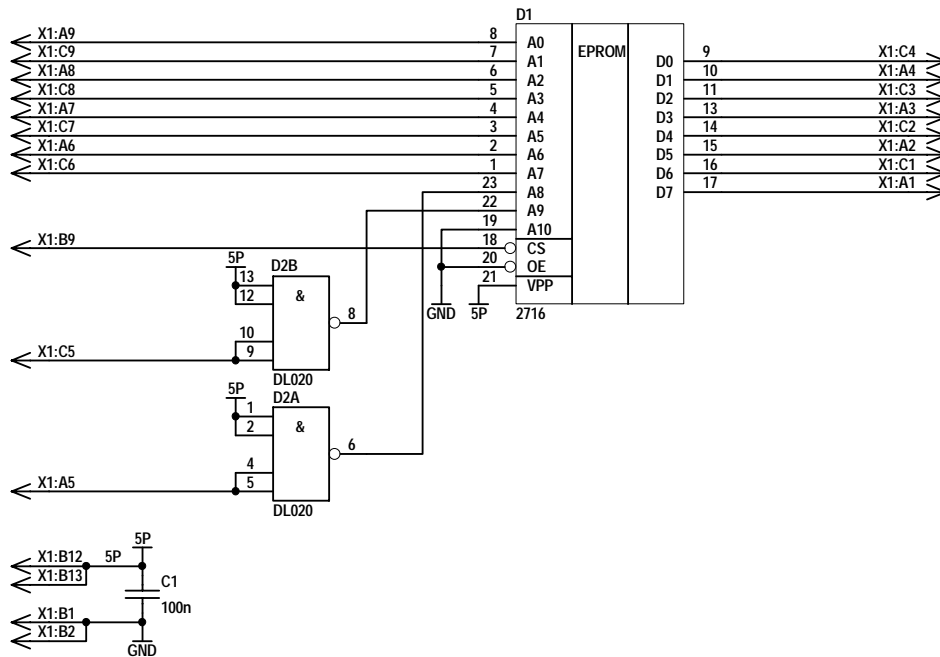 D1
X1:A9 8 A0 EPROM
X1:C9 7 A1 D0 9 X1:C4
X1:A8 6 A2 D1 10 X1:A4
X1:C8 5 A3 D2 11 X1:C3
X1:A7 4 A4 D3 13 X1:A3
X1:C7 3 A5 D4 14 X1:C2
X1:A6 2 A6 D5 15 X1:A2
X1:C6 1 A7 D6 16 X1:C1
23 A8 D7 17 X1:A1
22 A9
19 A10
X1:B9 18 CS
5P D2B 20 OE
13 21 VPP
12 & GND 5P 2716
8
10
X1:C5 9
DL020
5P D2A
1
2 &
6
4
X1:A5 5
DL020
5P
X1:B12 5P
X1:B13 C1
100n
X1:B1
X1:B2
GND